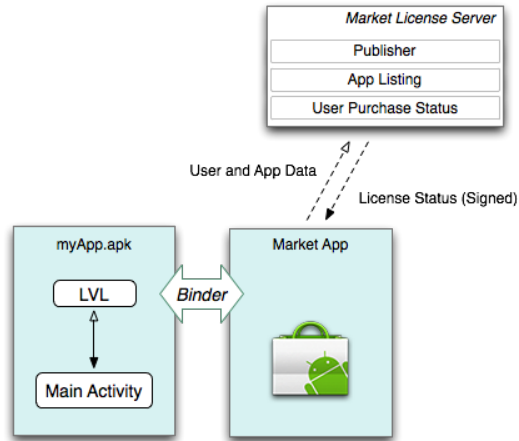 Market License Server
Publisher
App Listing
User Purchase Status
User and App Data
License Status (Signed)
myApp.apk
Market App
LVL
Binder
Main Activity